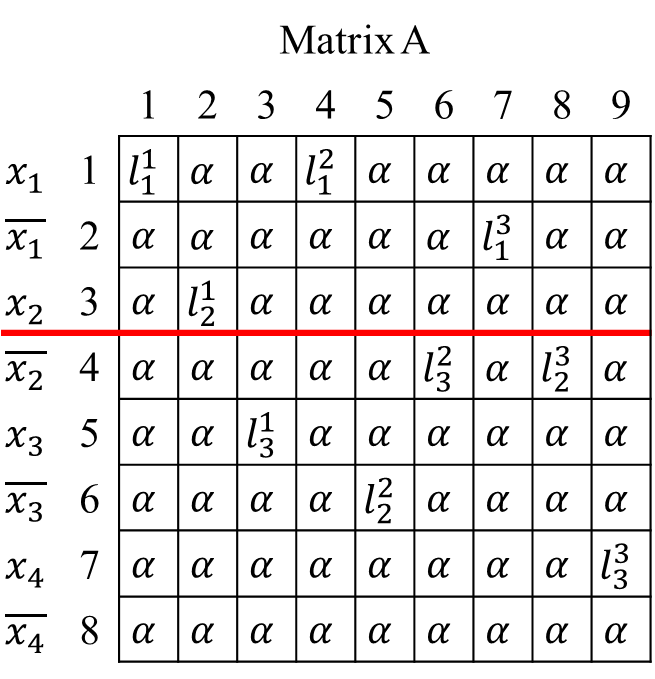 Matrix A
1 2 3 4 5 6 7 8 9
x₁ 1 l₁¹ α α l₁² α α α α α
x̅₁ 2 α α α α α α l₁³ α α
x₂ 3 α l₂¹ α α α α α α α
x̅₂ 4 α α α α α l₃² α l₂³ α
x₃ 5 α α l₃¹ α α α α α α
x̅₃ 6 α α α α l₂² α α α α
x₄ 7 α α α α α α α α l₃³
x̅₄ 8 α α α α α α α α α